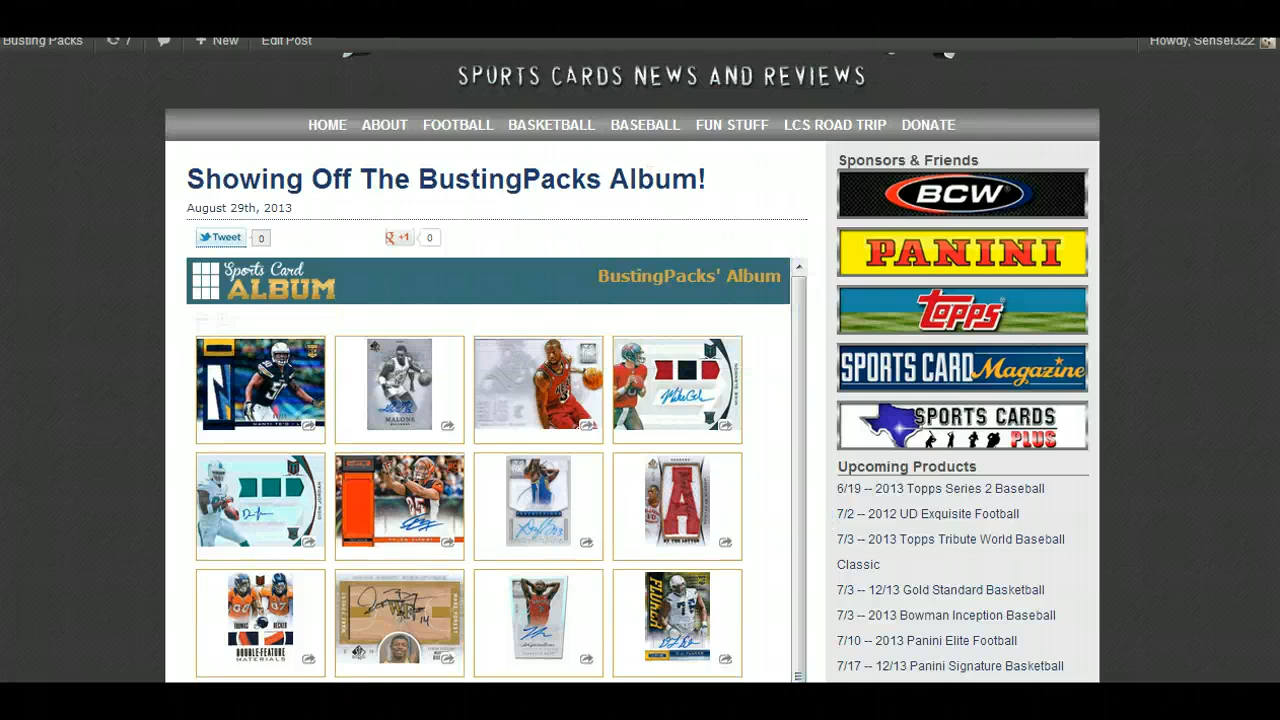 Busting Packs 7 + New Edit Post Howdy, Sensei322
SPORTS CARDS NEWS AND REVIEWS
HOME ABOUT FOOTBALL BASKETBALL BASEBALL FUN STUFF LCS ROAD TRIP DONATE
Showing Off The BustingPacks Album!
August 29th, 2013
Tweet 0 +1 0
Sports Card
ALBUM
BustingPacks' Album
MALONE
DOUBLE-FEATURE
MATERIALS
Sponsors & Friends
BCW
PANINI
topps
SPORTS CARD Magazine
SPORTS CARDS
PLUS
Upcoming Products
6/19 -- 2013 Topps Series 2 Baseball
7/2 -- 2012 UD Exquisite Football
7/3 -- 2013 Topps Tribute World Baseball
Classic
7/3 -- 12/13 Gold Standard Basketball
7/3 -- 2013 Bowman Inception Baseball
7/10 -- 2013 Panini Elite Football
7/17 -- 12/13 Panini Signature Basketball